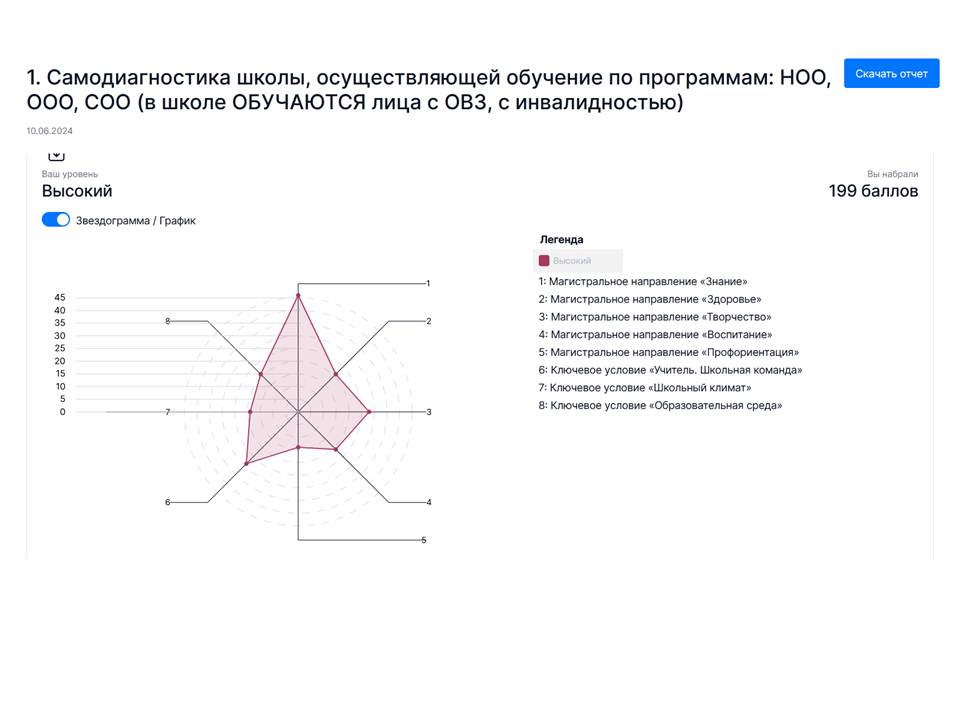 1. Самодиагностика школы, осуществляющей обучение по программам: НОО,
ООО, СОО (в школе ОБУЧАЮТСЯ лица с ОВЗ, с инвалидностью)
Скачать отчет
10.06.2024
Ваш уровень
Высокий
Вы набрали
199 баллов
Звездограмма / График
45
40
35
30
25
20
15
10
5
0
1
2
3
4
5
6
7
8
Легенда
Высокий
1: Магистральное направление «Знание»
2: Магистральное направление «Здоровье»
3: Магистральное направление «Творчество»
4: Магистральное направление «Воспитание»
5: Магистральное направление «Профориентация»
6: Ключевое условие «Учитель. Школьная команда»
7: Ключевое условие «Школьный климат»
8: Ключевое условие «Образовательная среда»